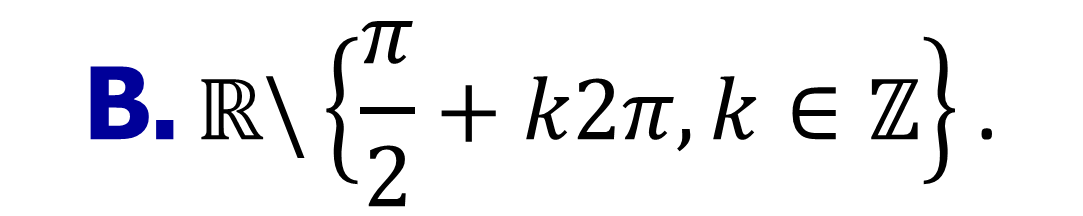 B. ℝ\{π/2 + k2π, k ∈ ℤ}.